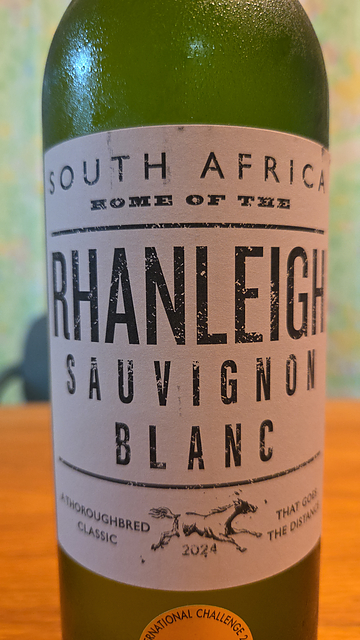 SOUTH AFRICA
HOME OF THE
RHANLEIGH
SAUVIGNON
BLANC
A THOROUGHBRED
CLASSIC
2024
THAT GOES
THE DISTANCE
CHALLENGE